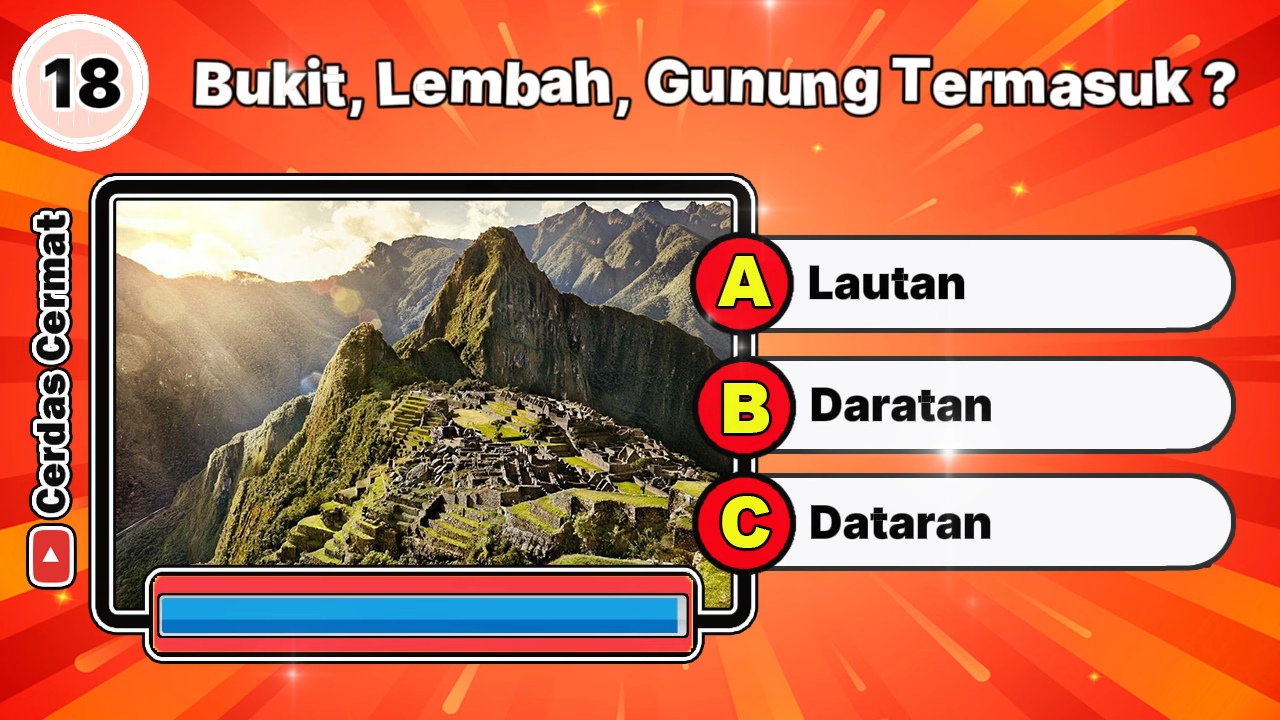 18
Bukit, Lembah, Gunung Termasuk ?
Cerdas Cermat
A Lautan
B Daratan
C Dataran